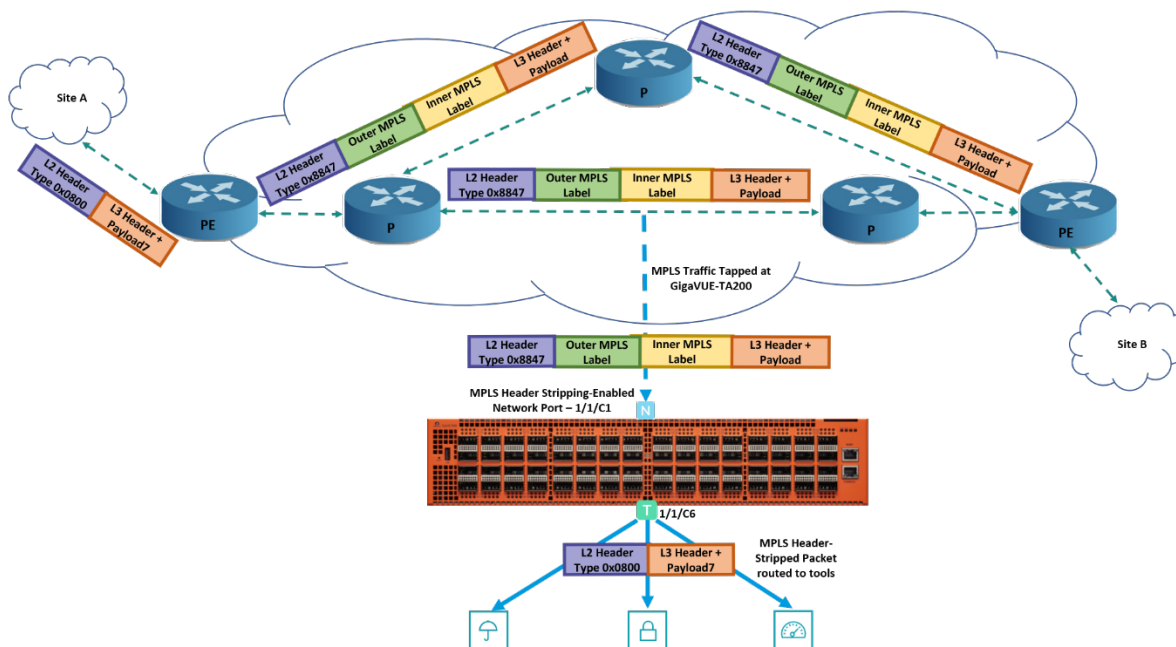 L2 Header
Type 0x8847
Outer MPLS
Label
Inner MPLS
Label
L3 Header +
Payload
P
L2 Header
Type 0x8847
Outer MPLS
Label
Inner MPLS
Label
L3 Header +
Payload
Site A
L2 Header
Type 0x0800
L3 Header +
Payload7
PE
P
L2 Header
Type 0x8847
Outer MPLS
Label
Inner MPLS
Label
L3 Header +
Payload
P
PE
MPLS Traffic Tapped at
GigaVUE-TA200
Site B
L2 Header
Type 0x8847
Outer MPLS
Label
Inner MPLS
Label
L3 Header +
Payload
MPLS Header Stripping-Enabled
Network Port – 1/1/C1
N
T
1/1/C6
L2 Header
Type 0x0800
L3 Header +
Payload7
MPLS Header-
Stripped Packet
routed to tools